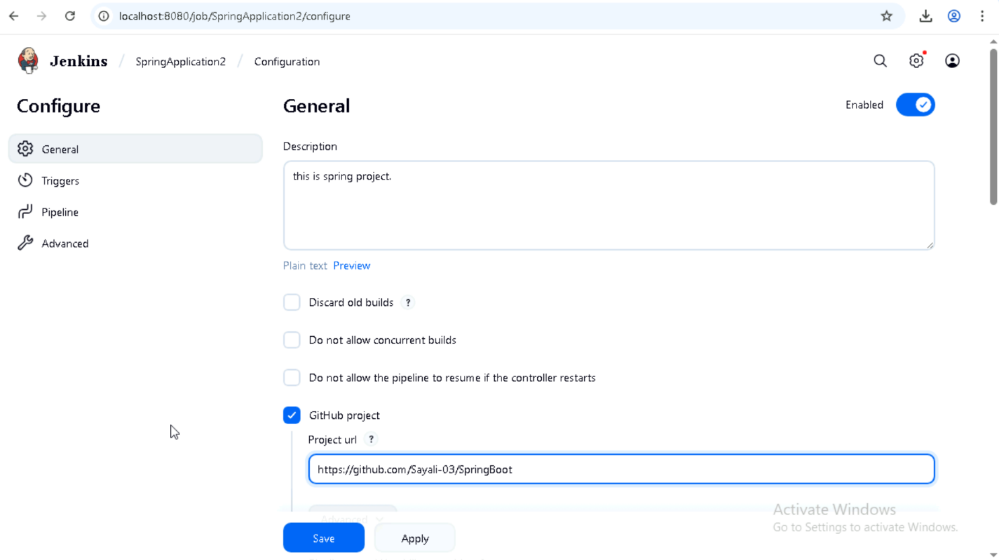 localhost:8080/job/SpringApplication2/configure
Jenkins / SpringApplication2 / Configuration
Configure
General
Triggers
Pipeline
Advanced
General
Enabled
Description
this is spring project.
Plain text Preview
Discard old builds ?
Do not allow concurrent builds
Do not allow the pipeline to resume if the controller restarts
GitHub project
Project url ?
https://github.com/Sayali-03/SpringBoot
Advanced
Save
Apply
Activate Windows
Go to Settings to activate Windows.